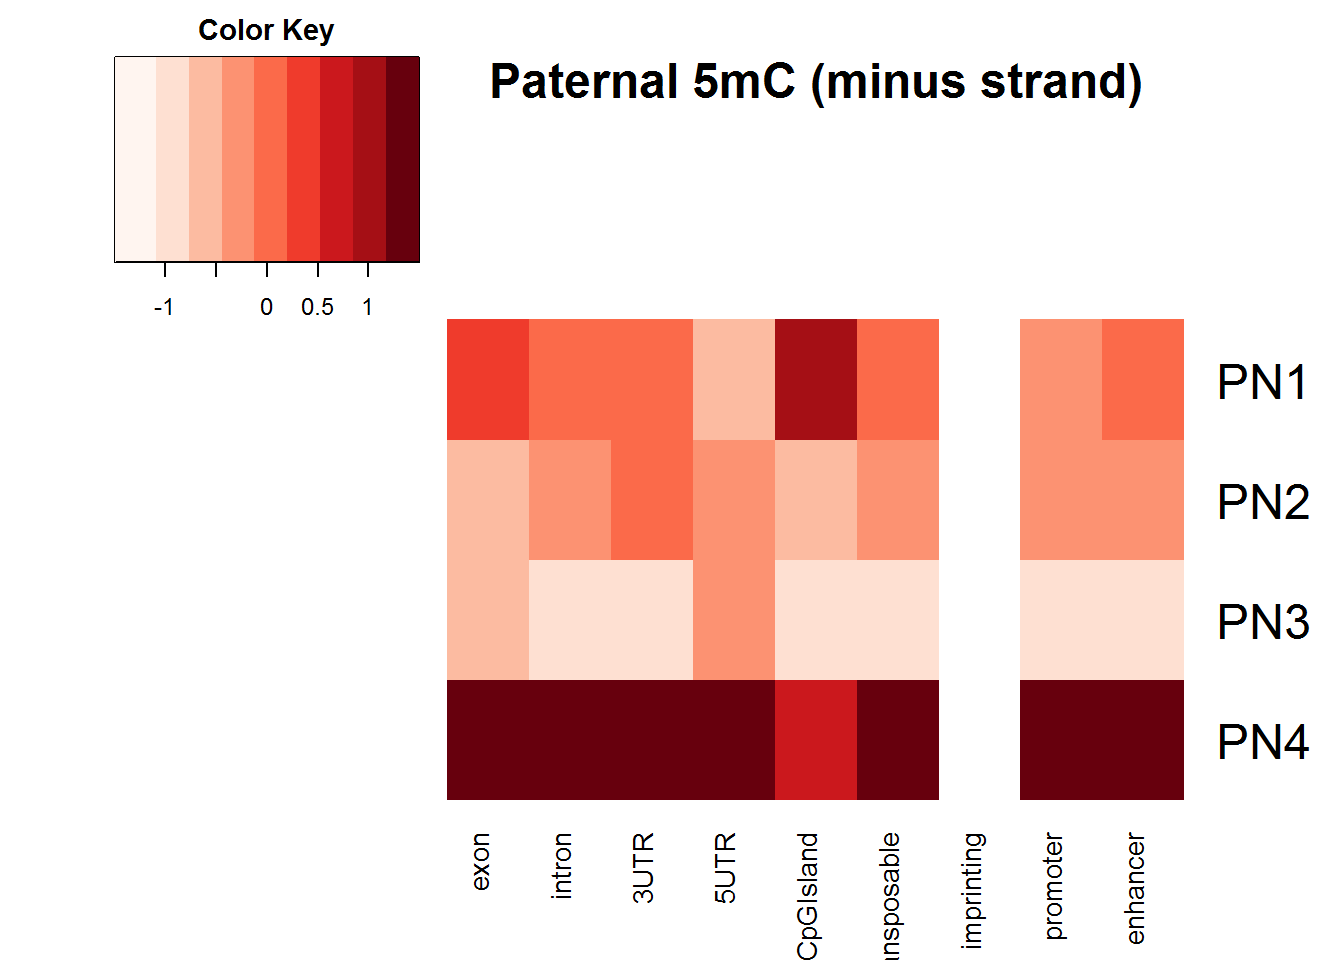 Color Key
Paternal 5mC (minus strand)
-1 0 0.5 1
PN1
PN2
PN3
PN4
exon
intron
3UTR
5UTR
CpGIsland
ansposable
imprinting
promoter
enhancer